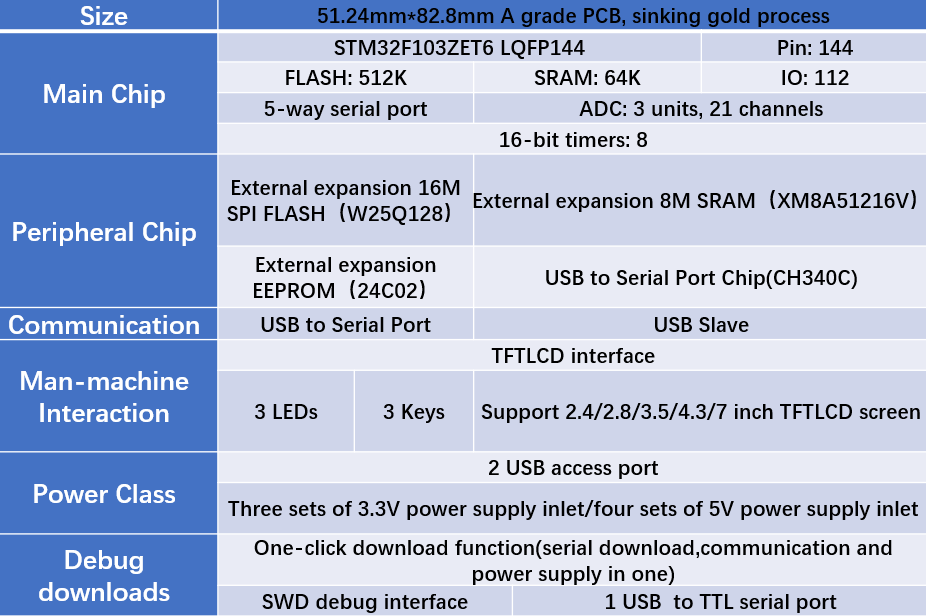 Size
51.24mm*82.8mm A grade PCB, sinking gold process
Main Chip
STM32F103ZET6 LQFP144
Pin: 144
FLASH: 512K
SRAM: 64K
IO: 112
5-way serial port
ADC: 3 units, 21 channels
16-bit timers: 8
Peripheral Chip
External expansion 16M
SPI FLASH（W25Q128）
External expansion 8M SRAM（XM8A51216V）
External expansion
EEPROM（24C02）
USB to Serial Port Chip(CH340C)
Communication
USB to Serial Port
USB Slave
Man-machine
Interaction
TFTLCD interface
3 LEDs
3 Keys
Support 2.4/2.8/3.5/4.3/7 inch TFTLCD screen
Power Class
2 USB access port
Three sets of 3.3V power supply inlet/four sets of 5V power supply inlet
Debug
downloads
One-click download function(serial download,communication and
power supply in one)
SWD debug interface
1 USB  to TTL serial port